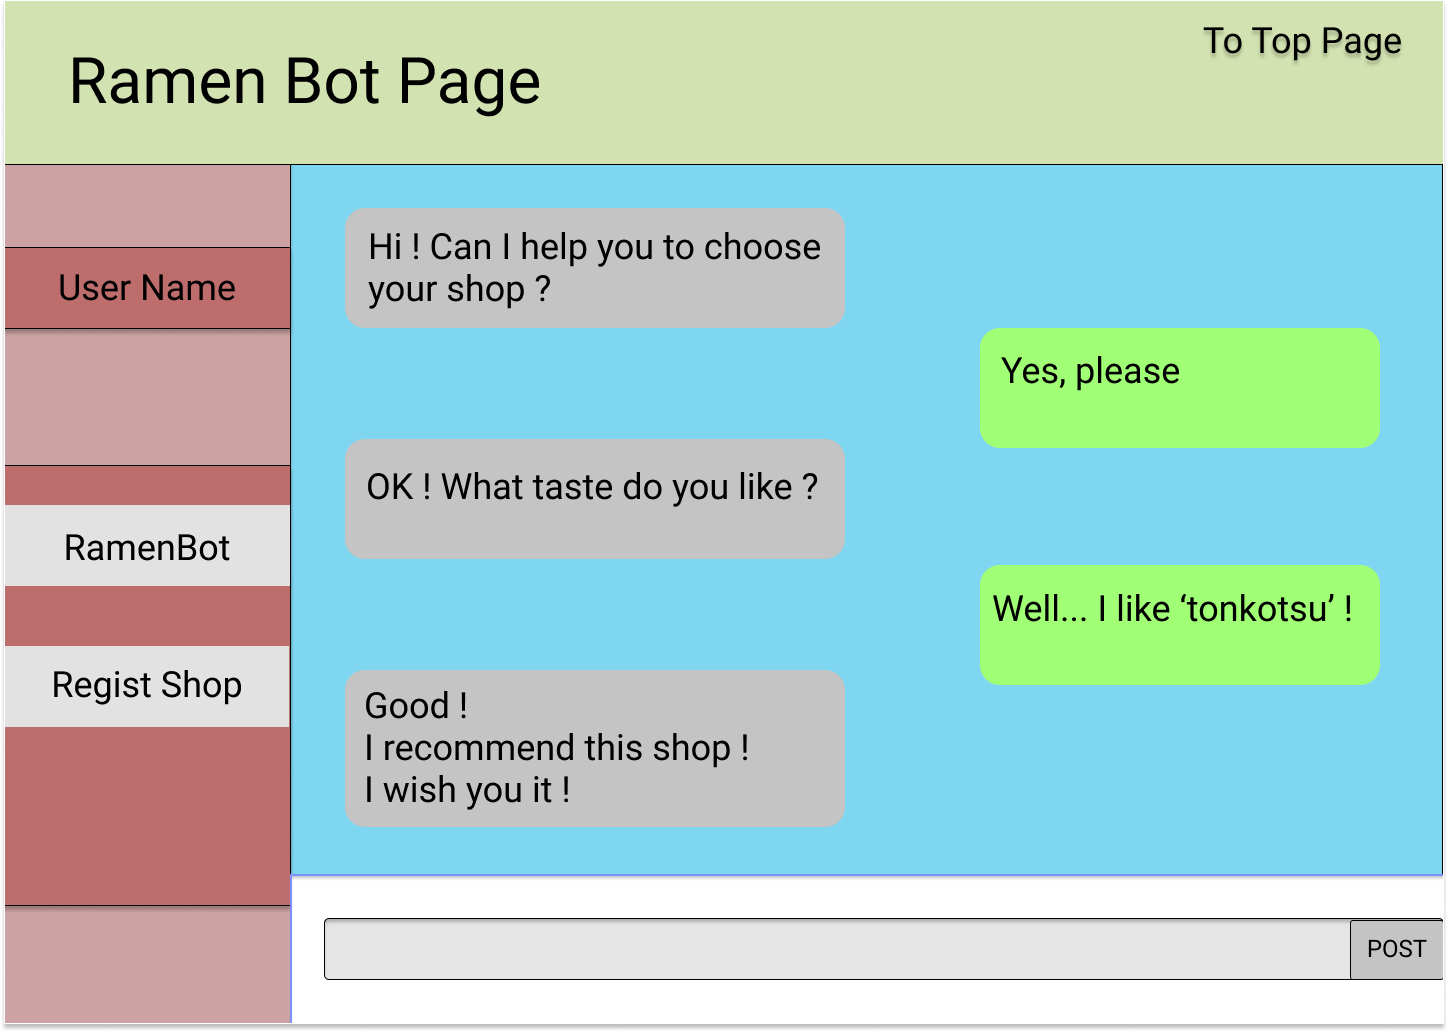 Ramen Bot Page
To Top Page
User Name
RamenBot
Regist Shop
Hi ! Can I help you to choose
your shop ?
Yes, please
OK ! What taste do you like ?
Well... I like ‘tonkotsu’ !
Good !
I recommend this shop !
I wish you it !
POST